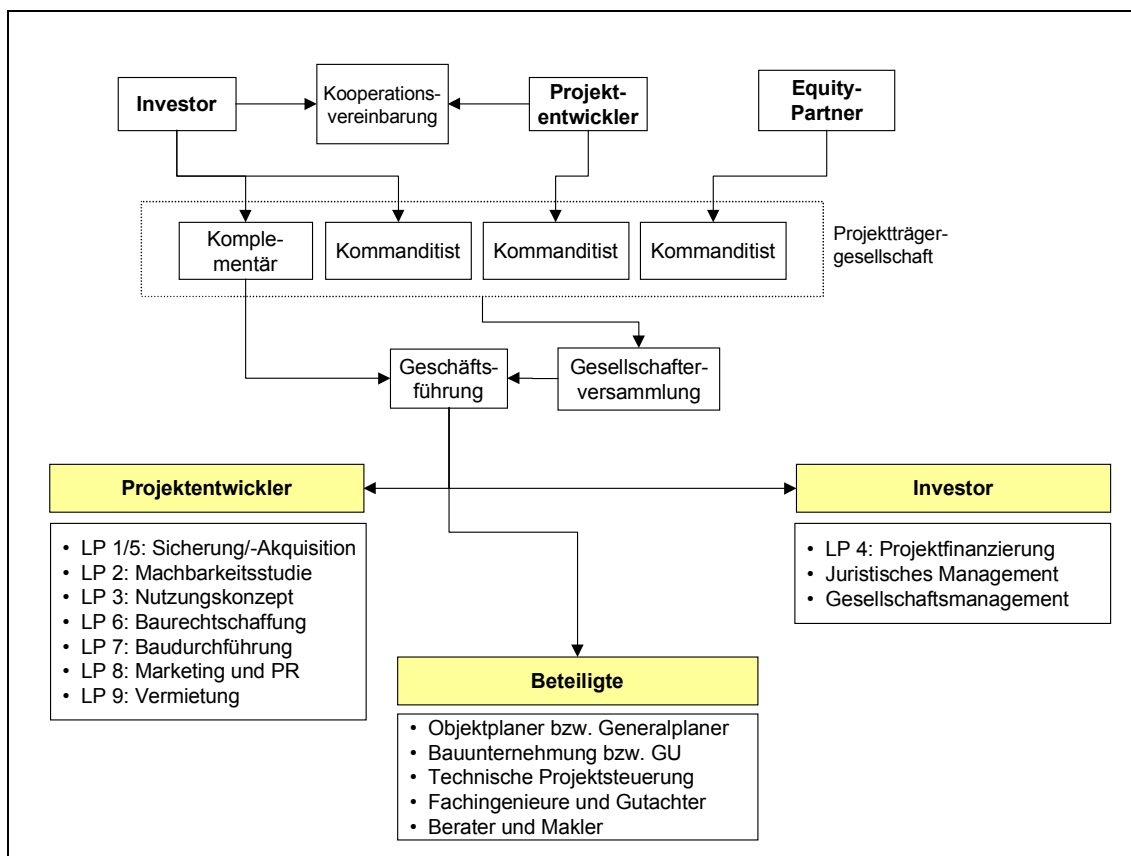 Investor
Kooperations-
vereinbarung
Projekt-
entwickler
Equity-
Partner
Komple-
mentär
Kommanditist
Kommanditist
Kommanditist
Projektträger-
gesellschaft
Geschäfts-
führung
Gesellschafter-
versammlung
Projektentwickler
• LP 1/5: Sicherung/-Akquisition
• LP 2: Machbarkeitsstudie
• LP 3: Nutzungskonzept
• LP 6: Baurechtschaffung
• LP 7: Baudurchführung
• LP 8: Marketing und PR
• LP 9: Vermietung
Investor
• LP 4: Projektfinanzierung
• Juristisches Management
• Gesellschaftsmanagement
Beteiligte
• Objektplaner bzw. Generalplaner
• Bauunternehmung bzw. GU
• Technische Projektsteuerung
• Fachingenieure und Gutachter
• Berater und Makler